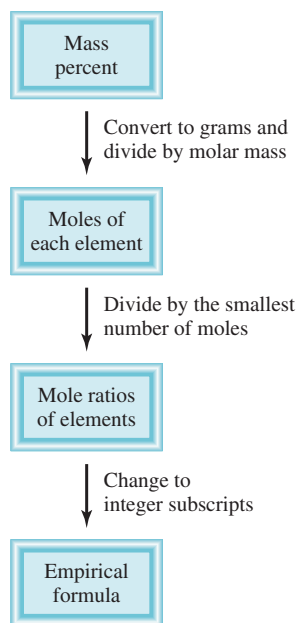 Mass
percent
Convert to grams and
divide by molar mass
Moles of
each element
Divide by the smallest
number of moles
Mole ratios
of elements
Change to
integer subscripts
Empirical
formula